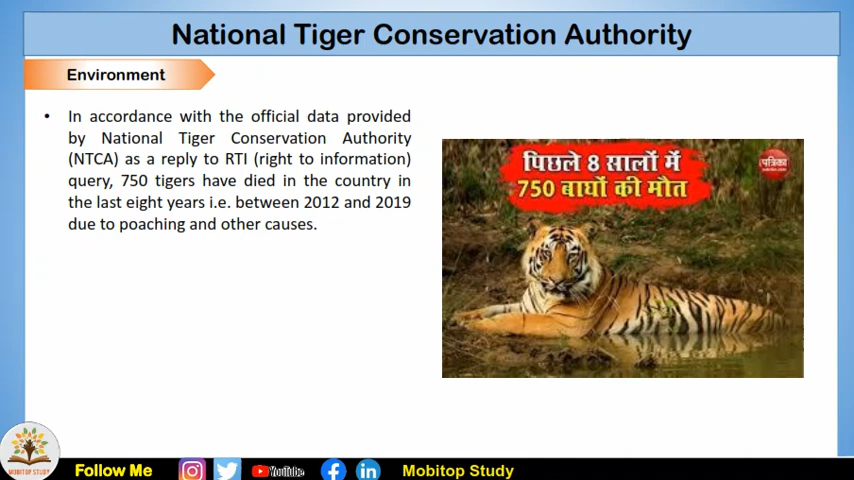 National Tiger Conservation Authority
Environment
• In accordance with the official data provided
by National Tiger Conservation Authority
(NTCA) as a reply to RTI (right to information)
query, 750 tigers have died in the country in
the last eight years i.e. between 2012 and 2019
due to poaching and other causes.
पिछले 8 सालों में
750 बाघों की मौत
पत्रिका
MOBITOP STUDY
Follow Me
YouTube
Mobitop Study